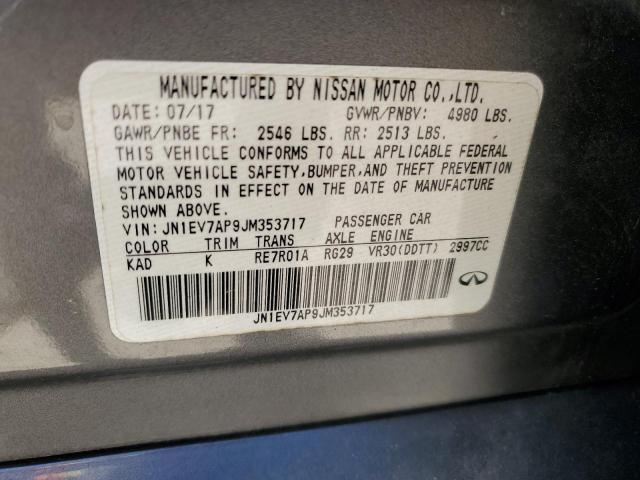 MANUFACTURED BY NISSAN MOTOR CO.,LTD.
DATE: 07/17 GVWR/PNBV: 4980 LBS.
GAWR/PNBE FR: 2546 LBS. RR: 2513 LBS.
THIS VEHICLE CONFORMS TO ALL APPLICABLE FEDERAL
MOTOR VEHICLE SAFETY,BUMPER,AND THEFT PREVENTION
STANDARDS IN EFFECT ON THE DATE OF MANUFACTURE
SHOWN ABOVE.
VIN: JN1EV7AP9JM353717 PASSENGER CAR
COLOR TRIM TRANS AXLE ENGINE
KAD K RE7R01A RG29 VR30(DDTT) 2997CC
JN1EV7AP9JM353717